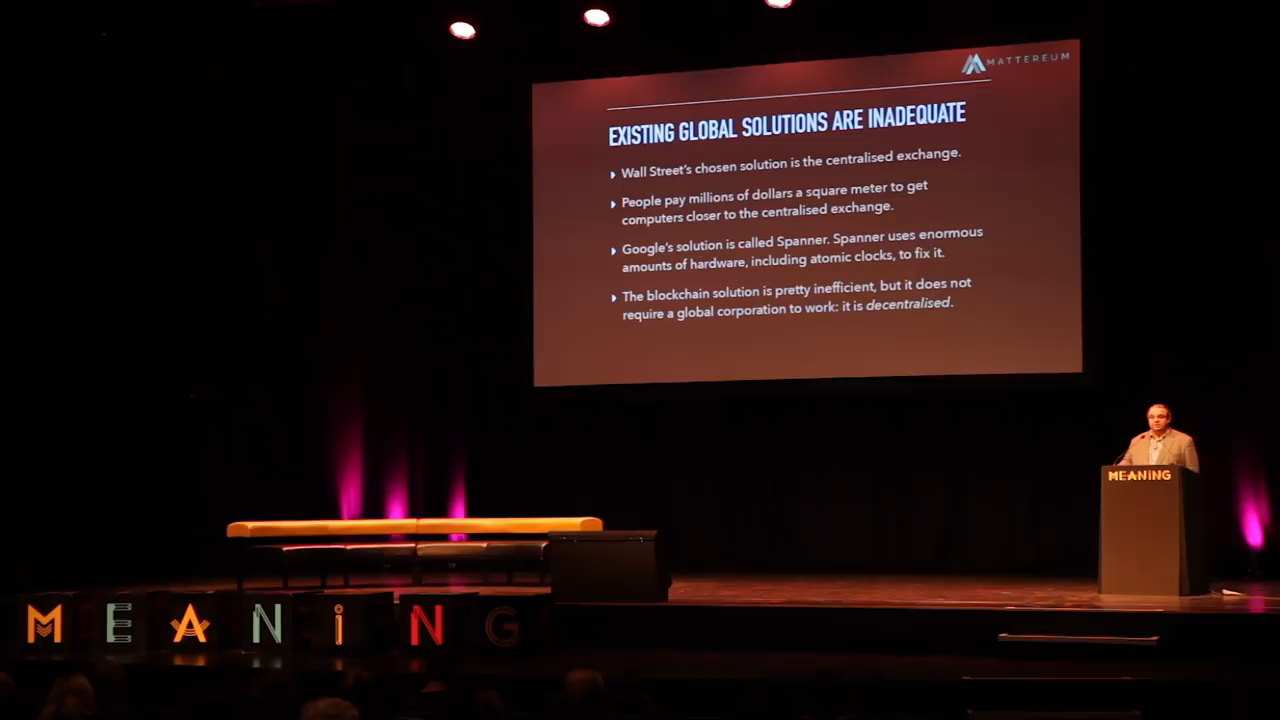 MATTEREUM
EXISTING GLOBAL SOLUTIONS ARE INADEQUATE
Wall Street's chosen solution is the centralised exchange.
People pay millions of dollars a square meter to get
computers closer to the centralised exchange.
Google's solution is called Spanner. Spanner uses enormous
amounts of hardware, including atomic clocks, to fix it.
The blockchain solution is pretty inefficient, but it does not
require a global corporation to work: it is decentralised.
MEANiNG
MEANiNG